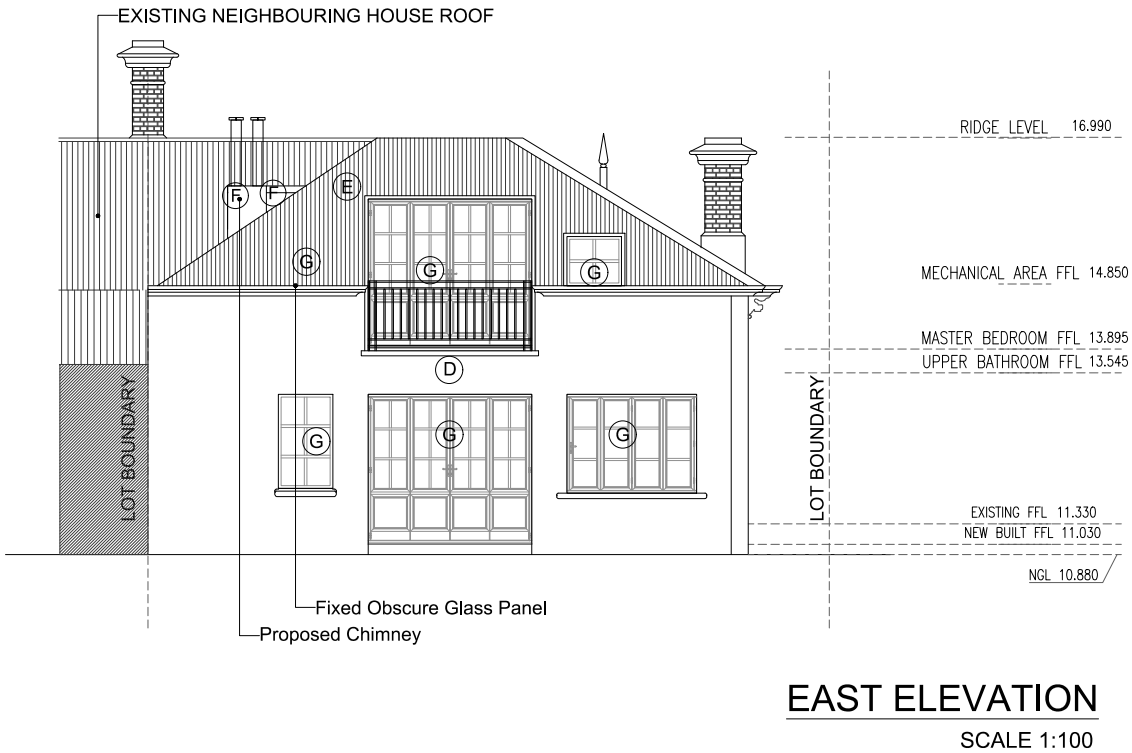 EXISTING NEIGHBOURING HOUSE ROOF
RIDGE LEVEL 16.990
F
F
E
G
G
G
MECHANICAL AREA FFL 14.850
MASTER BEDROOM FFL 13.895
UPPER BATHROOM FFL 13.545
D
G
G
G
LOT BOUNDARY
LOT BOUNDARY
EXISTING FFL 11.330
NEW BUILT FFL 11.030
NGL 10.880
Fixed Obscure Glass Panel
Proposed Chimney
EAST ELEVATION
SCALE 1:100